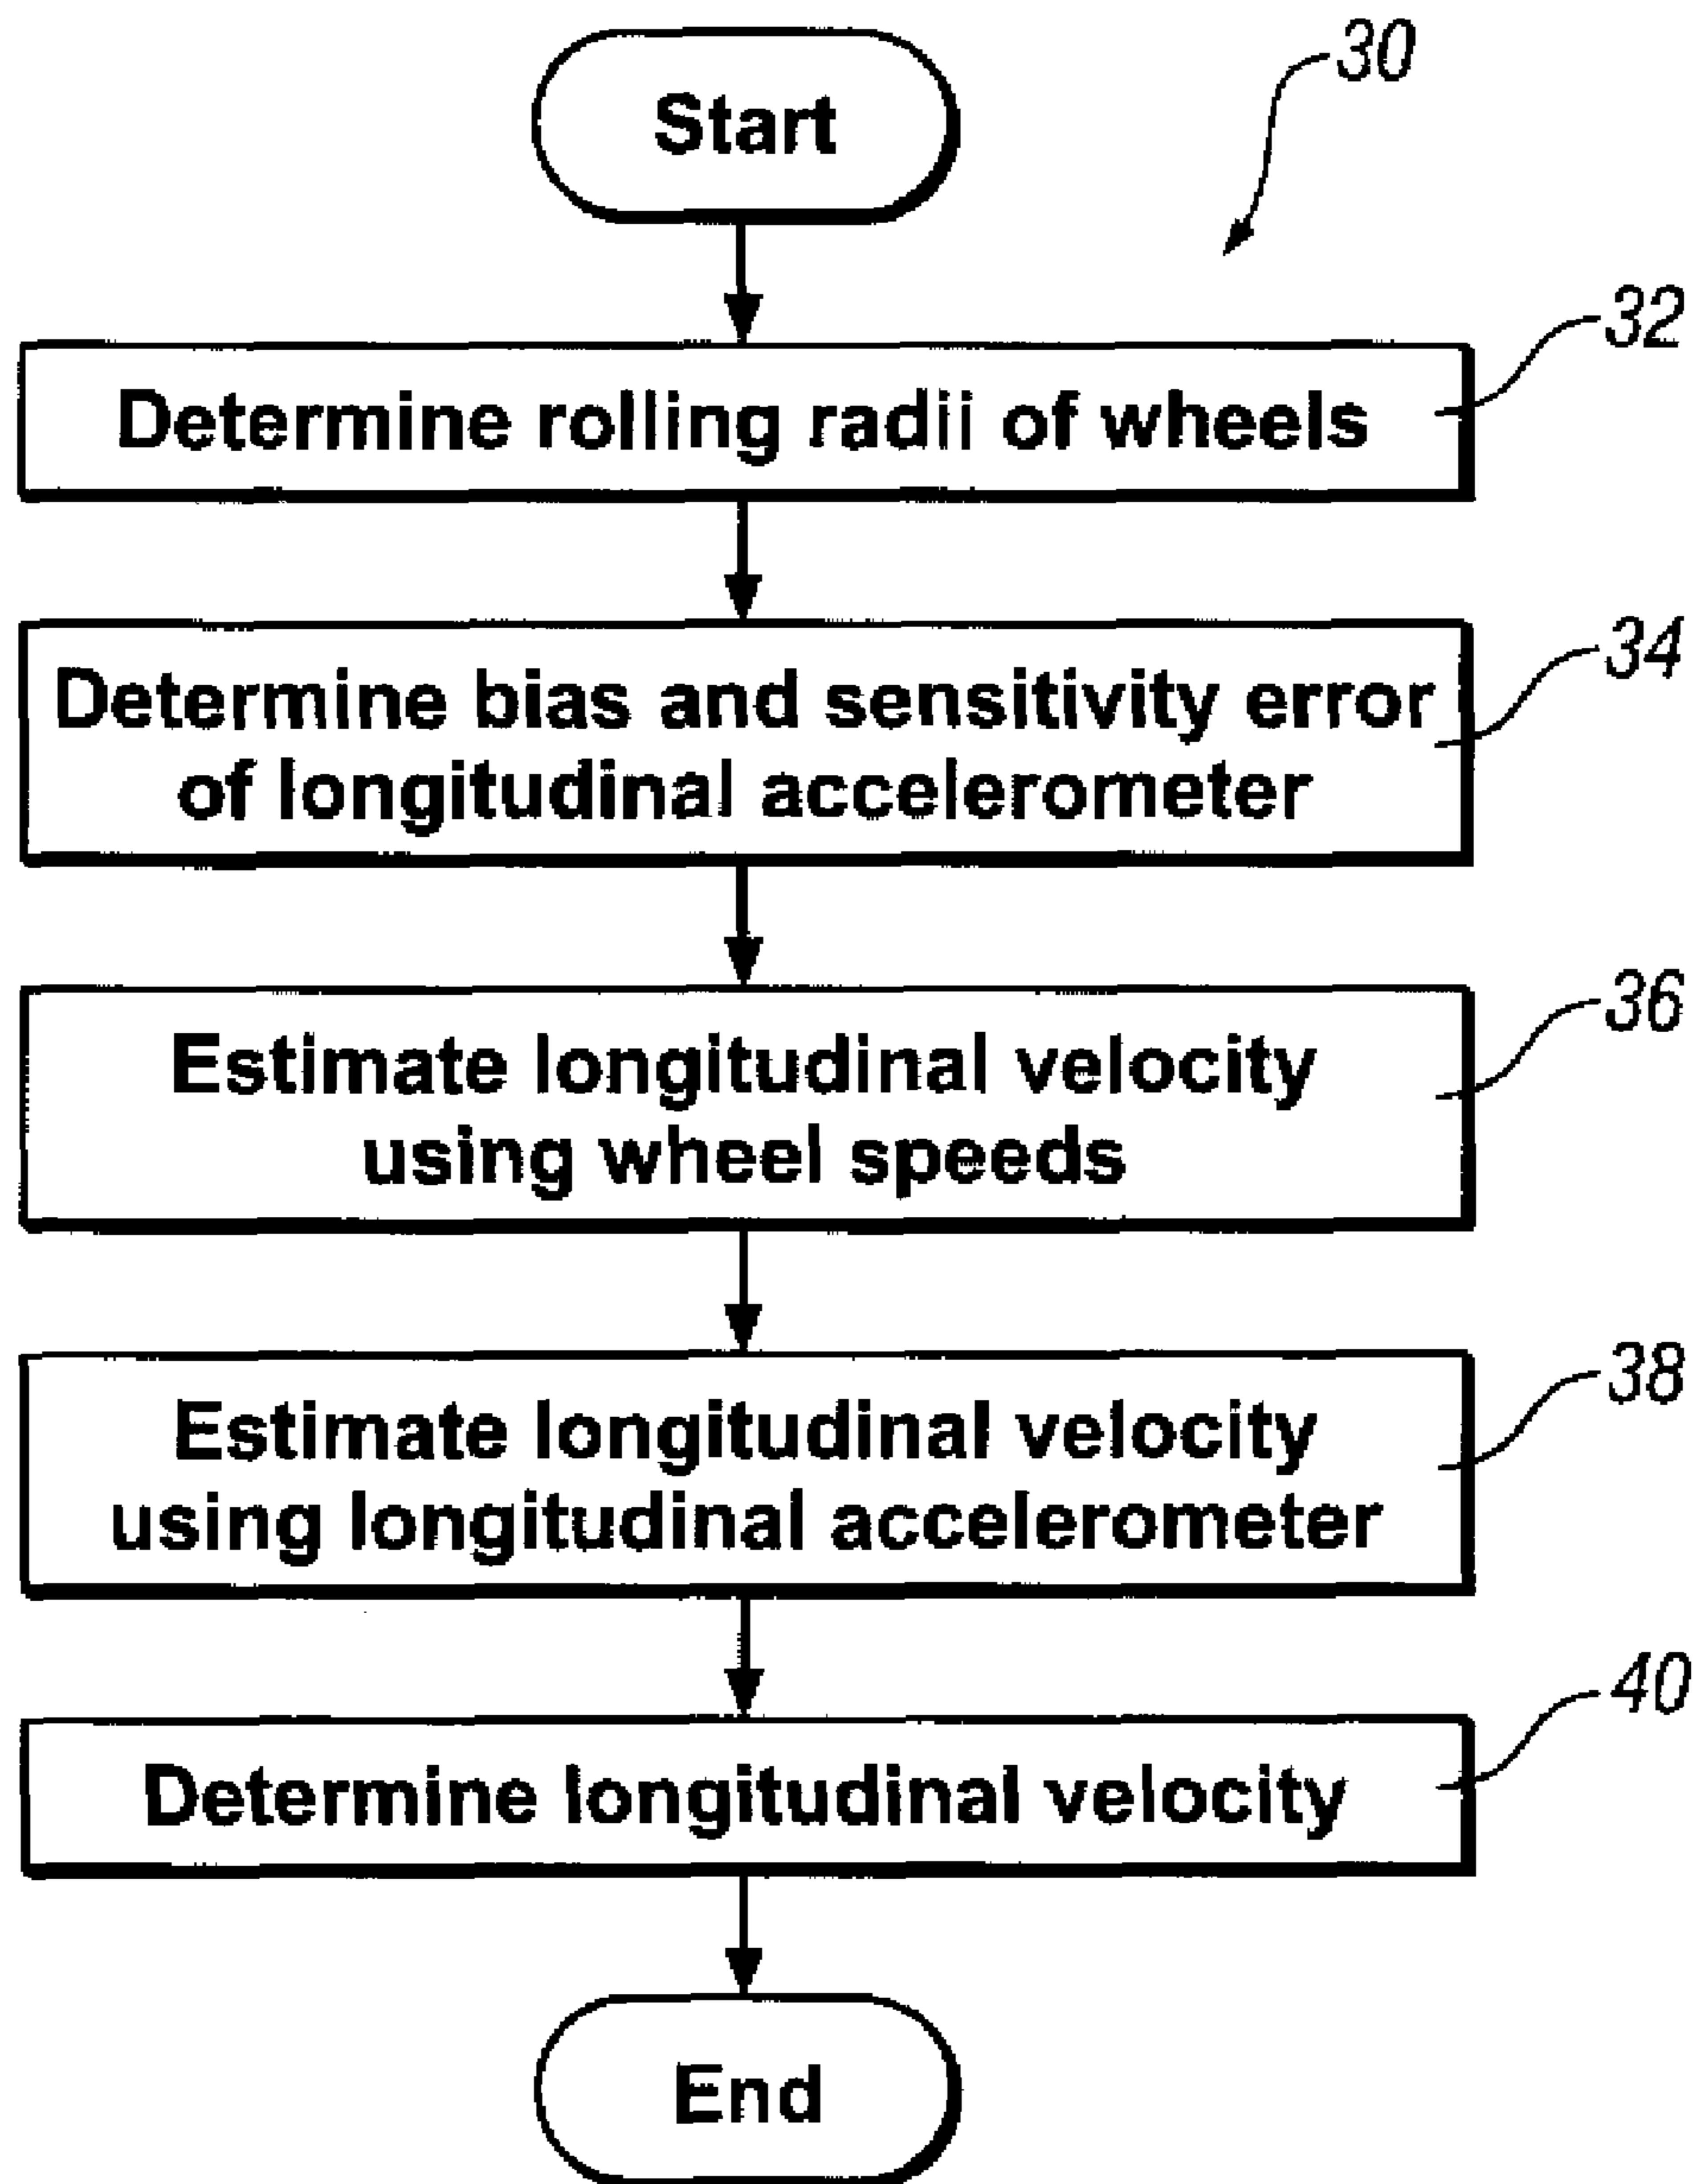 Start
30
Determine rolling radii of wheels
32
Determine bias and sensitivity error
of longitudinal accelerometer
34
Estimate longitudinal velocity
using wheel speeds
36
Estimate longitudinal velocity
using longitudinal accelerometer
38
Determine longitudinal velocity
40
End